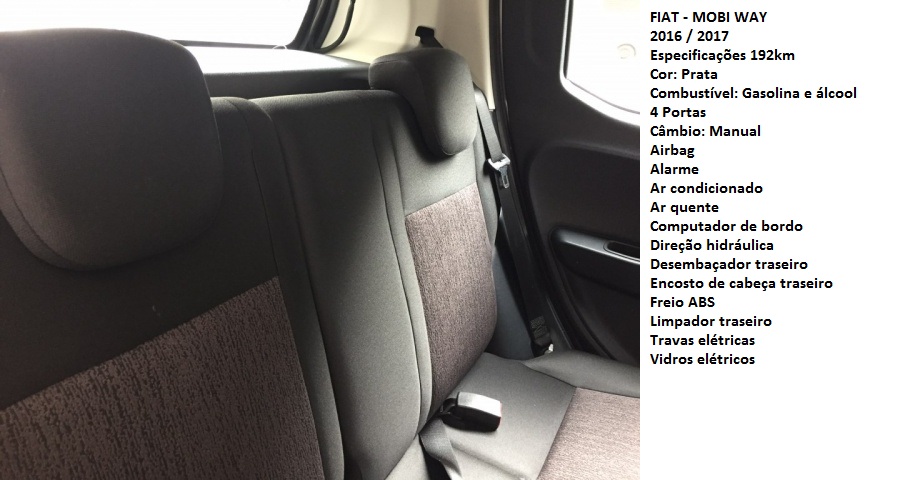 FIAT - MOBI WAY
2016 / 2017
Especificações 192km
Cor: Prata
Combustível: Gasolina e álcool
4 Portas
Câmbio: Manual
Airbag
Alarme
Ar condicionado
Ar quente
Computador de bordo
Direção hidráulica
Desembaçador traseiro
Encosto de cabeça traseiro
Freio ABS
Limpador traseiro
Travas elétricas
Vidros elétricos